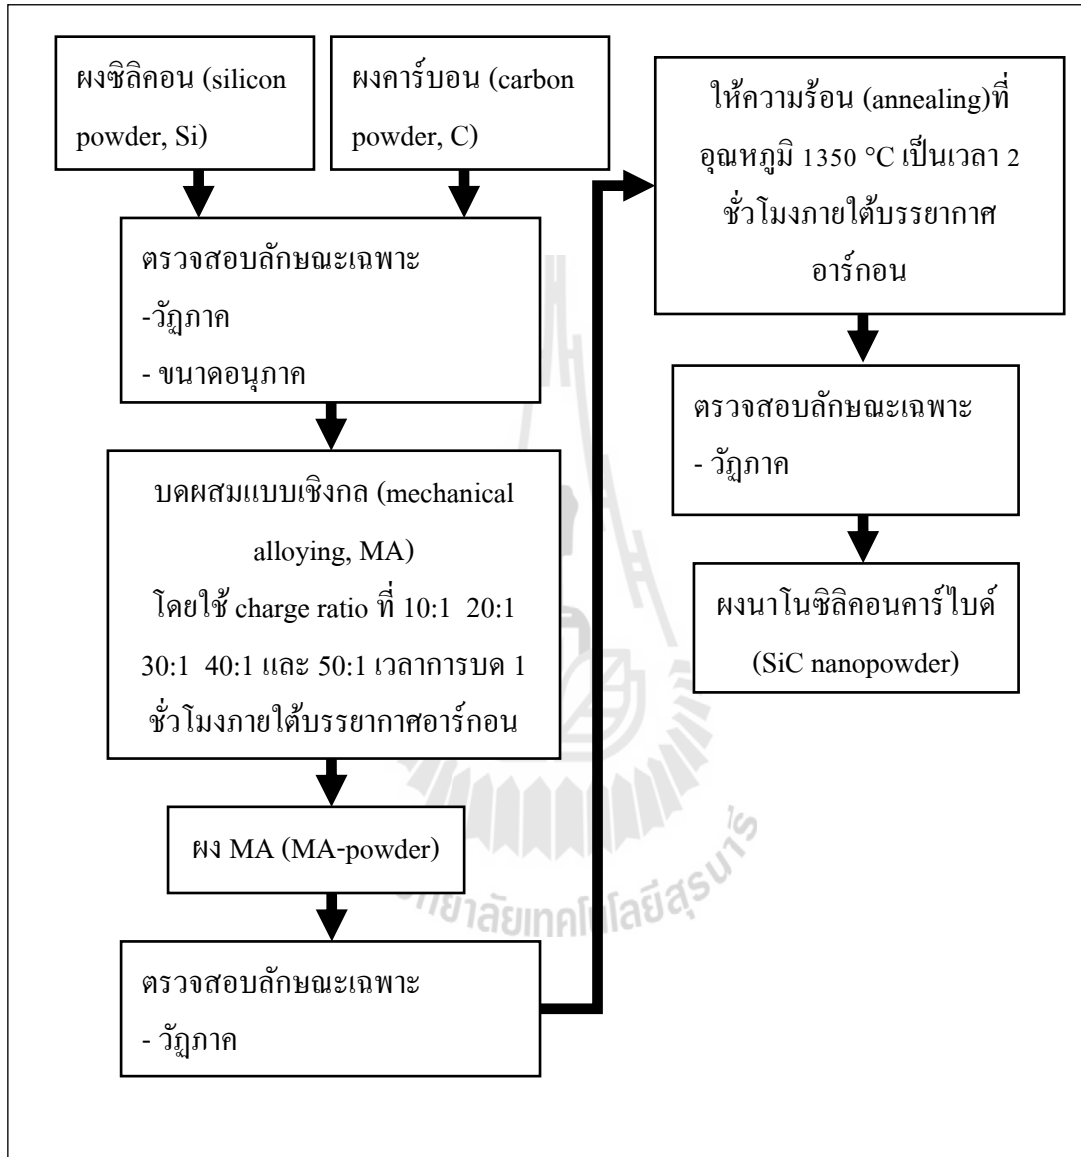 ผงซิลิคอน (silicon
powder, Si)
ผงคาร์บอน (carbon
powder, C)
ตรวจสอบลักษณะเฉพาะ
-วัฏภาค
- ขนาดอนุภาค
บดผสมแบบเชิงกล (mechanical
alloying, MA)
โดยใช้ charge ratio ที่ 10:1 20:1
30:1 40:1 และ 50:1 เวลาการบด 1
ชั่วโมงภายใต้บรรยากาศอาร์กอน
ผง MA (MA-powder)
ตรวจสอบลักษณะเฉพาะ
- วัฏภาค
ให้ความร้อน (annealing)ที่
อุณหภูมิ 1350 °C เป็นเวลา 2
ชั่วโมงภายใต้บรรยากาศ
อาร์กอน
ตรวจสอบลักษณะเฉพาะ
- วัฏภาค
ผงนาโนซิลิคอนคาร์ไบด์
(SiC nanopowder)